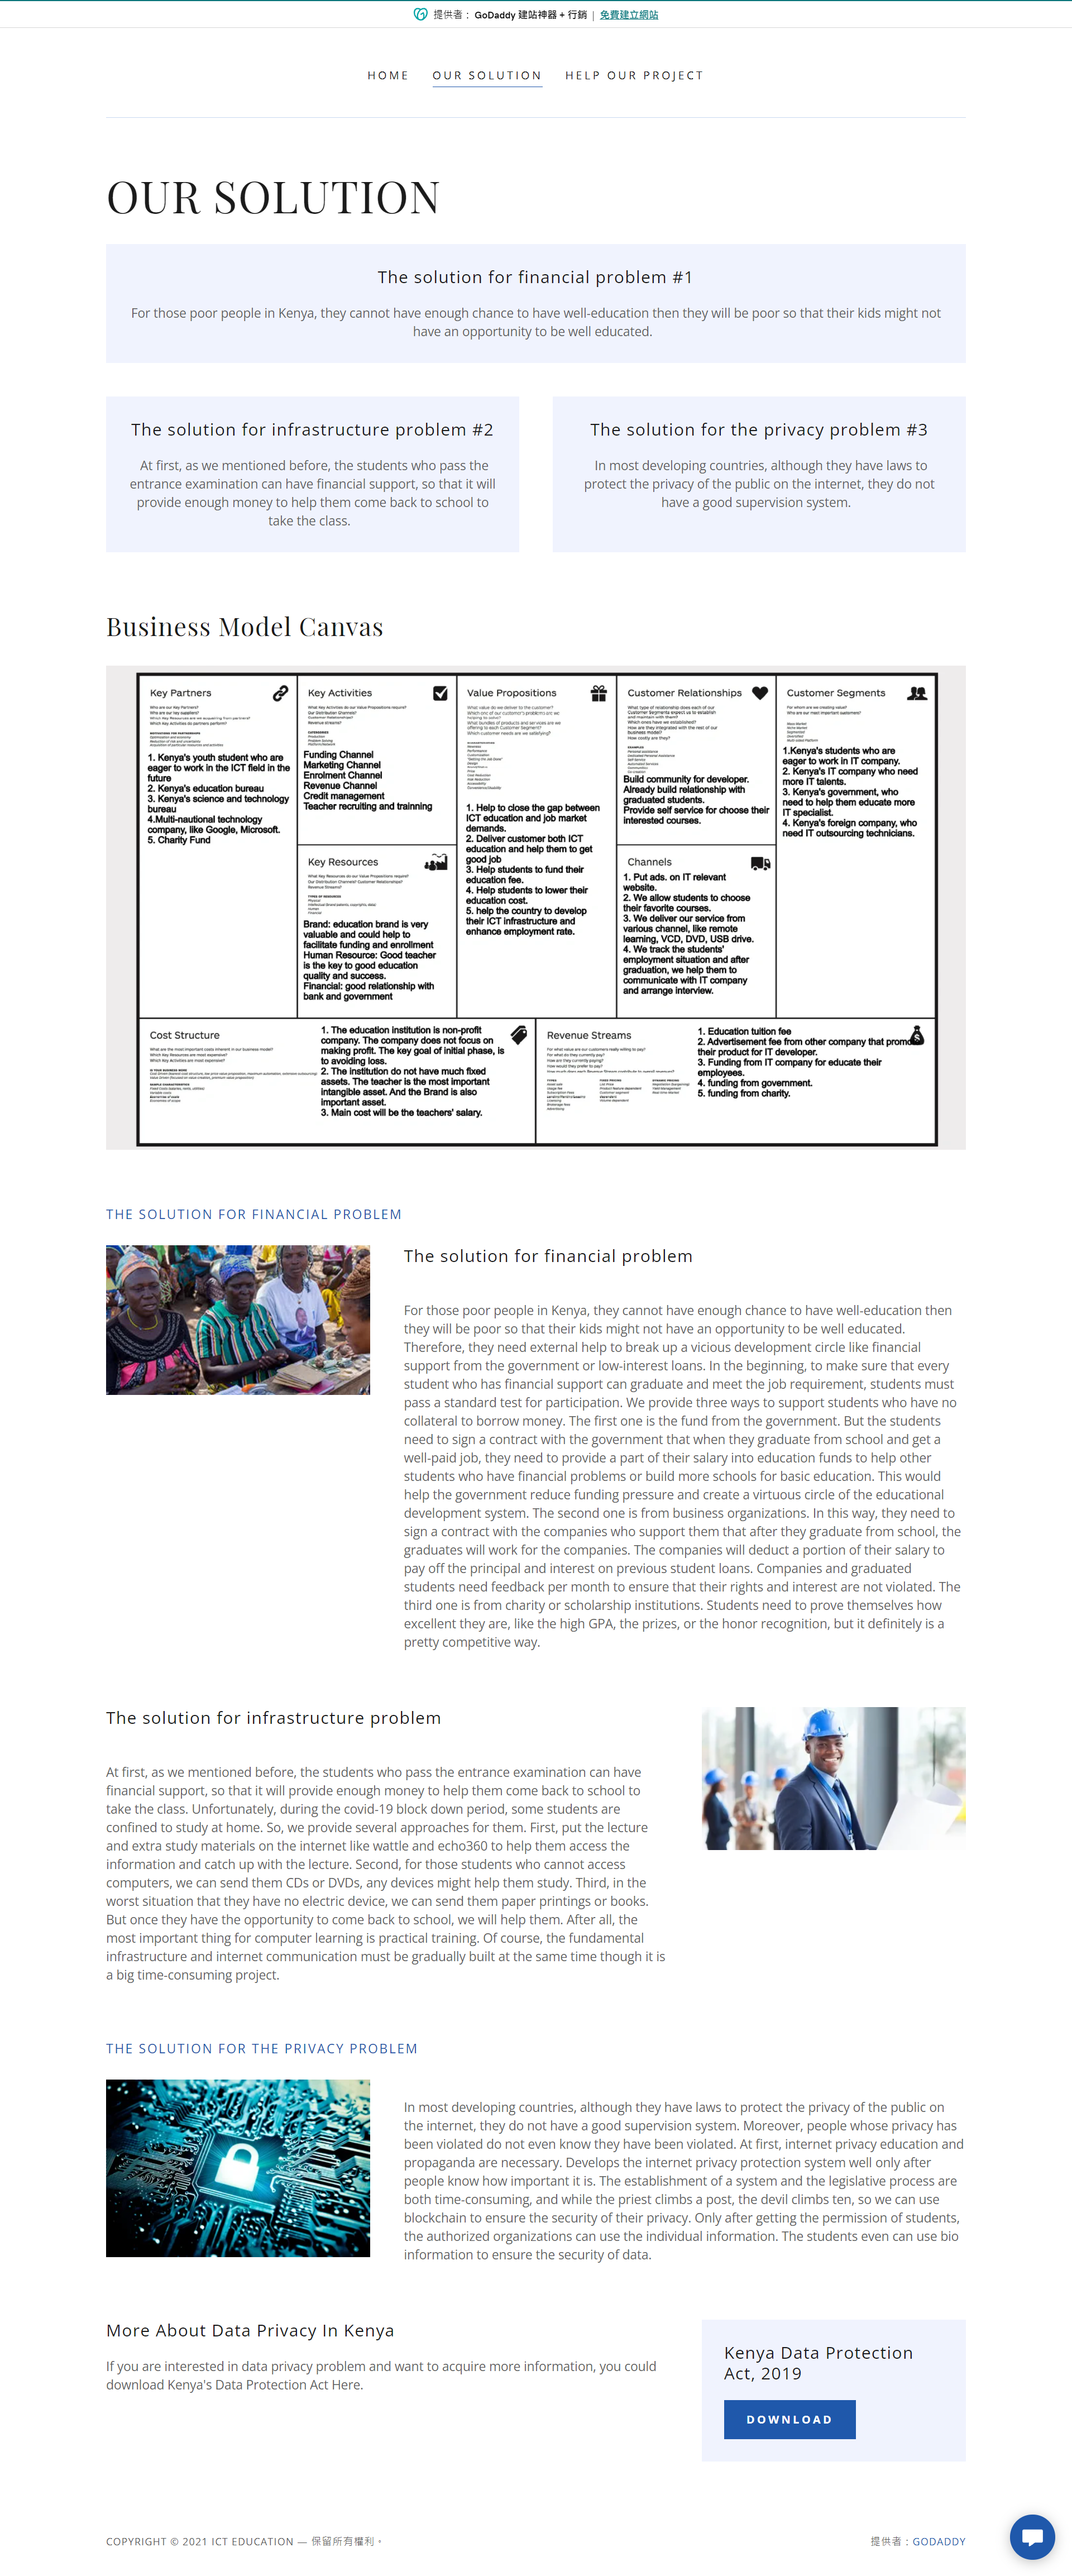 提供者： GoDaddy 建站神器 + 行銷 | 免費建立網站
HOME OUR SOLUTION HELP OUR PROJECT
OUR SOLUTION
The solution for financial problem #1
For those poor people in Kenya, they cannot have enough chance to have well-education then they will be poor so that their kids might not
have an opportunity to be well educated.
The solution for infrastructure problem #2
At first, as we mentioned before, the students who pass the
entrance examination can have financial support, so that it will
provide enough money to help them come back to school to
take the class.
The solution for the privacy problem #3
In most developing countries, although they have laws to
protect the privacy of the public on the internet, they do not
have a good supervision system.
Business Model Canvas
Key Partners
1. Kenya's youth student who are
eager to work in the ICT field in the
future
2. Kenya's education bureau
3. Kenya's science and technology
bureau
4.Multi-nautional technology
company, like Google, Microsoft.
5. Charity Fund
Key Activities
Funding Channel
Marketing Channel
Enrolment Channel
Revenue Channel
Credit management
Teacher recruting and trainning
Key Resources
Brand: education brand is very
valuable and could help to
facilitate funding and enrollment
Human Resource: Good teacher
is the key to good education
quality and success.
Financial: good relationship with
bank and government
Value Propositions
1. Help to close the gap between
ICT education and job market
demands.
2. Deliver customer both ICT
education and help them to get
good job
3. Help students to fund their
education fee.
4. Help students to lower their
education cost.
5. help the country to develop
their ICT infrastructure and
enhance employment rate.
Customer Relationships
Build community for developer.
Already build relationship with
graduated students.
Provide self service for choose their
interested courses.
Channels
1. Put ads. on IT relevant
website.
2. We allow students to choose
their favorite courses.
3. We deliver our service from
various channel, like remote
learning, VCD, DVD, USB drive.
4. We track the students'
employment situation and after
graduation, we help them to
communicate with IT company
and arrange interview.
Customer Segments
1.Kenya's students who are
eager to work in IT company.
2. Kenya's IT company who need
more IT talents.
3. Kenya's government, who
need to help them educate more
IT specialist.
4. Kenya's foreign company, who
need IT outsourcing technicians.
Cost Structure
1. The education institution is non-profit
company. The company does not focus on
making profit. The key goal of initial phase, is
to avoiding loss.
2. The institution do not have much fixed
assets. The teacher is the most important
intangible asset. And the Brand is also
important asset.
3. Main cost will be the teachers' salary.
Revenue Streams
1. Education tuition fee
2. Advertisement fee from other company that
their product for IT developer.
3. Funding from IT company for educate their
employees.
4. funding from government.
5. funding from charity.
THE SOLUTION FOR FINANCIAL PROBLEM
The solution for financial problem
For those poor people in Kenya, they cannot have enough chance to have well-education then
they will be poor so that their kids might not have an opportunity to be well educated.
Therefore, they need external help to break up a vicious development circle like financial
support from the government or low-interest loans. In the beginning, to make sure that every
student who has financial support can graduate and meet the job requirement, students must
pass a standard test for participation. We provide three ways to support students who have no
collateral to borrow money. The first one is the fund from the government. But the students
need to sign a contract with the government that when they graduate from school and get a
well-paid job, they need to provide a part of their salary into education funds to help other
students who have financial problems or build more schools for basic education. This would
help the government reduce funding pressure and create a virtuous circle of the educational
development system. The second one is from business organizations. In this way, they need to
sign a contract with the companies who support them that after they graduate from school, the
graduates will work for the companies. The companies will deduct a portion of their salary to
pay off the principal and interest on previous student loans. Companies and graduated
students need feedback per month to ensure that their rights and interest are not violated. The
third one is from charity or scholarship institutions. Students need to prove themselves how
excellent they are, like the high GPA, the prizes, or the honor recognition, but it definitely is a
pretty competitive way.
The solution for infrastructure problem
At first, as we mentioned before, the students who pass the entrance examination can have
financial support, so that it will provide enough money to help them come back to school to
take the class. Unfortunately, during the covid-19 block down period, some students are
confined to study at home. So, we provide several approaches for them. First, put the lecture
and extra study materials on the internet like wattle and echo360 to help them access the
information and catch up with the lecture. Second, for those students who cannot access
computers, we can send them CDs or DVDs, any devices might help them study. Third, in the
worst situation that they have no electric device, we can send them paper printings or books.
But once they have the opportunity to come back to school, we will help them. After all, the
most important thing for computer learning is practical training. Of course, the fundamental
infrastructure and internet communication must be gradually built at the same time though it is
a big time-consuming project.
THE SOLUTION FOR THE PRIVACY PROBLEM
In most developing countries, although they have laws to protect the privacy of the public on
the internet, they do not have a good supervision system. Moreover, people whose privacy has
been violated do not even know they have been violated. At first, internet privacy education and
propaganda are necessary. Develops the internet privacy protection system well only after
people know how important it is. The establishment of a system and the legislative process are
both time-consuming, and while the priest climbs a post, the devil climbs ten, so we can use
blockchain to ensure the security of their privacy. Only after getting the permission of students,
the authorized organizations can use the individual information. The students even can use bio
information to ensure the security of data.
More About Data Privacy In Kenya
If you are interested in data privacy problem and want to acquire more information, you could
download Kenya's Data Protection Act Here.
Kenya Data Protection
Act, 2019
DOWNLOAD
COPYRIGHT © 2021 ICT EDUCATION — 保留所有權利。
提供者：GODADDY